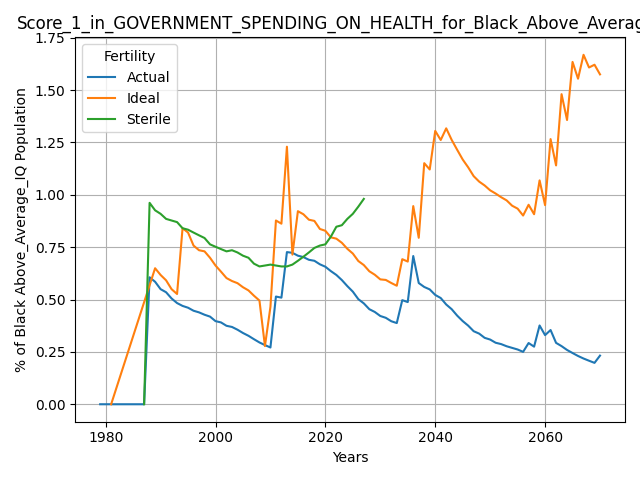 Score_1_in_GOVERNMENT_SPENDING_ON_HEALTH_for_Black_Above_Averag
Fertility
Actual
Ideal
Sterile
% of Black Above_Average_IQ Population
1.75
1.50
1.25
1.00
0.75
0.50
0.25
0.00
1980 2000 2020 2040 2060
Years